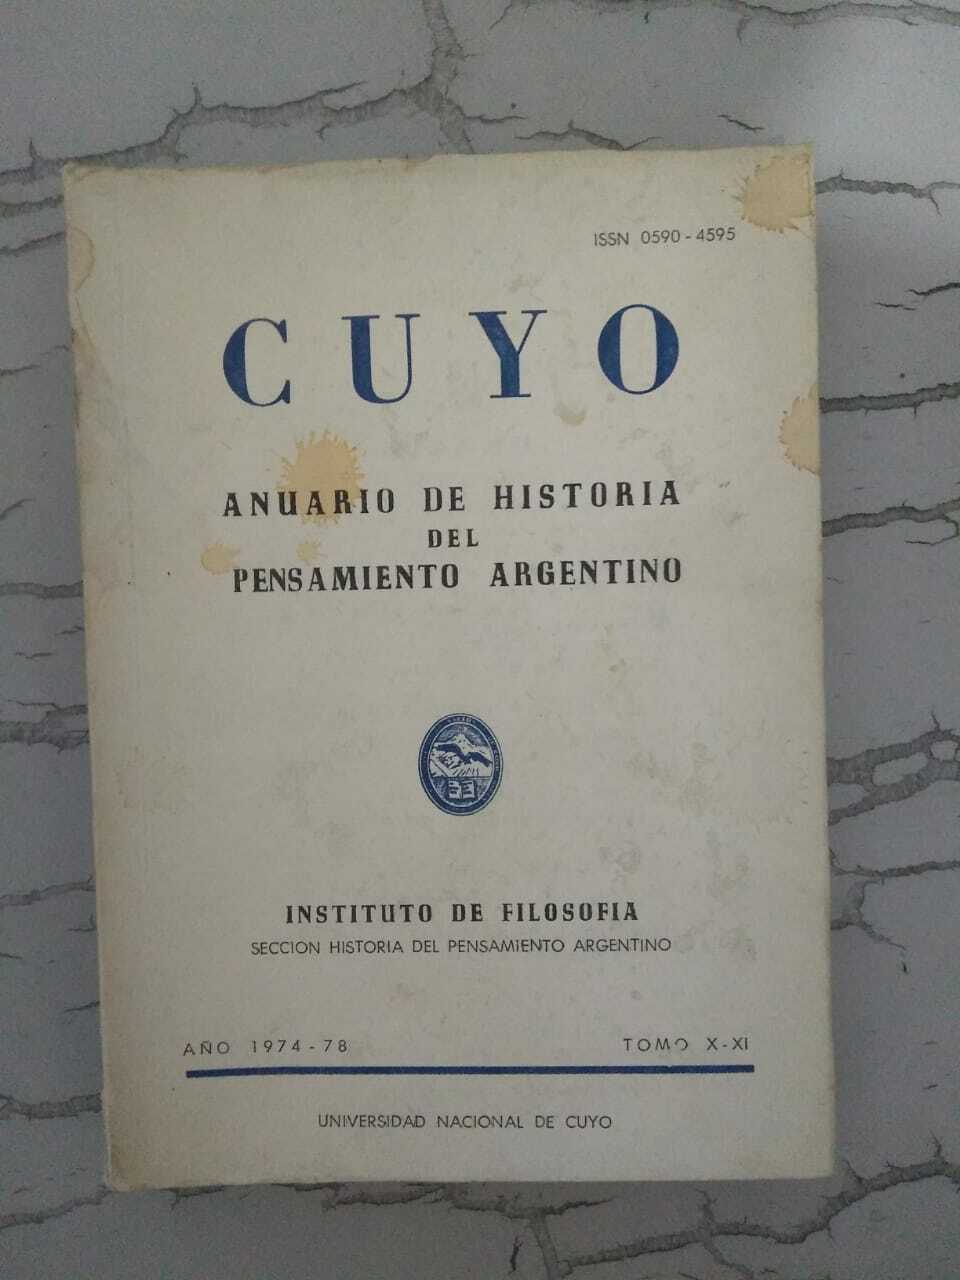 ISSN 0590-4595
CUYO
ANUARIO DE HISTORIA
DEL
PENSAMIENTO ARGENTINO
INSTITUTO DE FILOSOFIA
SECCION HISTORIA DEL PENSAMIENTO ARGENTINO
AÑO 1974-78 TOMO X-XI
UNIVERSIDAD NACIONAL DE CUYO